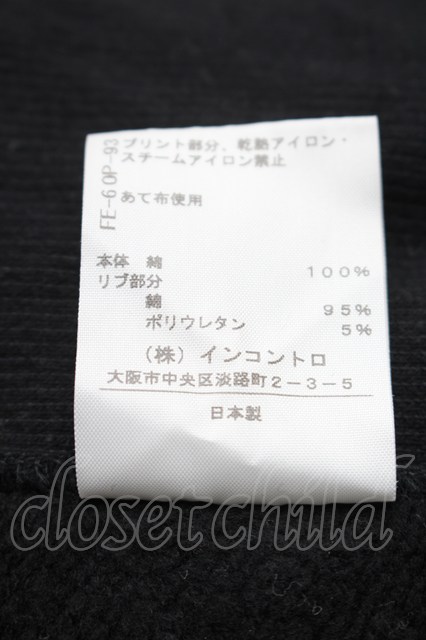 プリント部分、乾熱アイロン・
スチームアイロン禁止
FE-60P-93
あて布使用
本体 綿 100%
リブ部分
綿 95%
ポリウレタン 5%
(株)インコントロ
大阪市中央区淡路町2-3-5
日本製
closet child